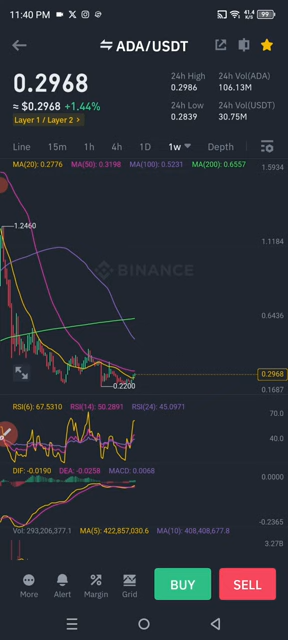 11:40 PM
41.4
KB/s
99
ADA/USDT
0.2968
≈ $0.2968 +1.44%
Layer 1 / Layer 2 >
24h High
0.2986
24h Vol(ADA)
106.13M
24h Low
0.2839
24h Vol(USDT)
30.75M
Line 15m 1h 4h 1D 1w Depth
MA(20): 0.2776 MA(50): 0.3198 MA(100): 0.5231 MA(200): 0.6557
1.5934
1.2460
1.1184
BINANCE
0.6436
0.2968
0.2200
0.1687
RSI(6): 67.5310 RSI(14): 50.2891 RSI(24): 45.0971
70.0
38.0
DIF: -0.0190 DEA: -0.0258 MACD: 0.0068
0.0000
-0.2365
Vol: 293,206,377.1 MA(5): 422,857,030.6 MA(10): 408,408,677.8
3.27B
More Alert Margin Grid BUY SELL